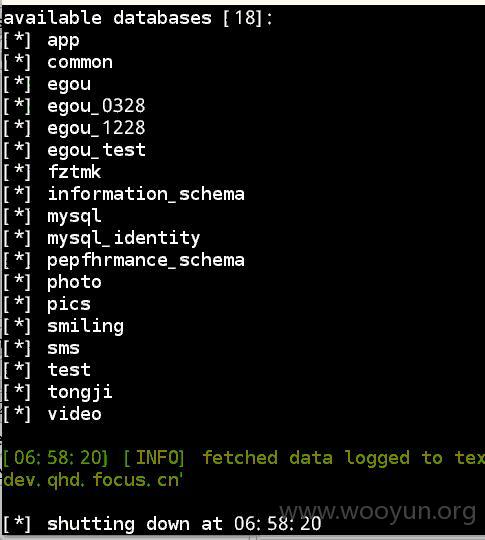 available databases [18]:
[*] app
[*] common
[*] egou
[*] egou_0328
[*] egou_1228
[*] egou_test
[*] fztmk
[*] information_schema
[*] mysql
[*] mysql_identity
[*] pepfhrmance_schema
[*] photo
[*] pics
[*] smiling
[*] sms
[*] test
[*] tongji
[*] video
[06:58:20] [INFO] fetched data logged to tex
dev.qhd.focus.cn'
www.wooyun.org
[*] shutting down at 06:58:20